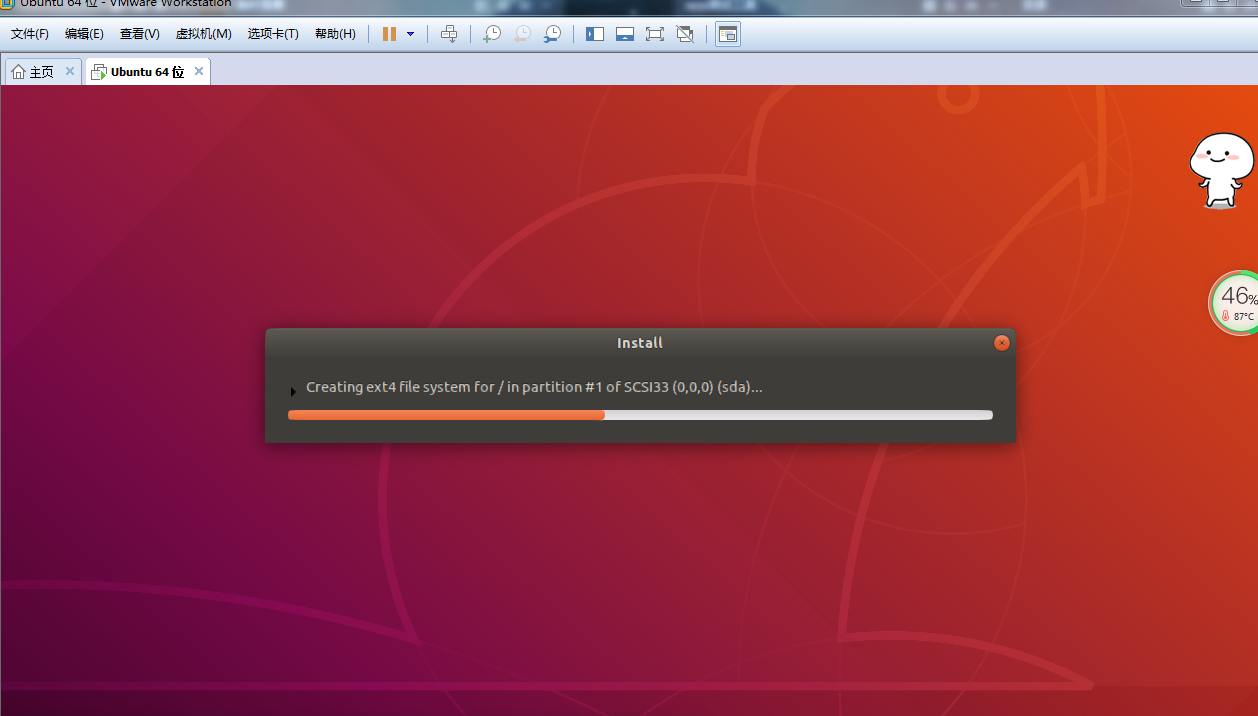 Ubuntu 64 位 - VMware Workstation
文件(F) 编辑(E) 查看(V) 虚拟机(M) 选项卡(T) 帮助(H)
主页 Ubuntu 64 位
46%
87°C
Install
Creating ext4 file system for / in partition #1 of SCSI33 (0,0,0) (sda)...